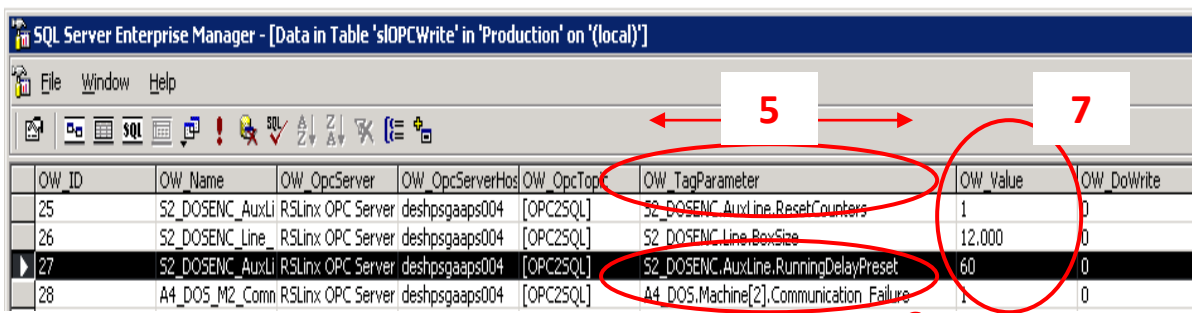 SQL Server Enterprise Manager - [Data in Table 'slOPCWrite' in 'Production' on '(local)']
File Window Help
SQL 5 7
OW_ID OW_Name OW_OpcServer OW_OpcServerHos OW_OpcTopic OW_TagParameter OW_Value OW_DoWrite
25 S2_DOSENC_AuxLi RSLinx OPC Server deshpsgaaps004 [OPC2SQL] S2_DOSENC.AuxLine.ResetCounters 1 0
26 S2_DOSENC_Line_ RSLinx OPC Server deshpsgaaps004 [OPC2SQL] S2_DOSENC.Line.BoxSize 12.000 0
27 S2_DOSENC_AuxLi RSLinx OPC Server deshpsgaaps004 [OPC2SQL] S2_DOSENC.AuxLine.RunningDelayPreset 60 0
28 A4_DOS_M2_Comn RSLinx OPC Server deshpsgaaps004 [OPC2SQL] A4_DOS.Machine[2].Communication_Failure 1 0